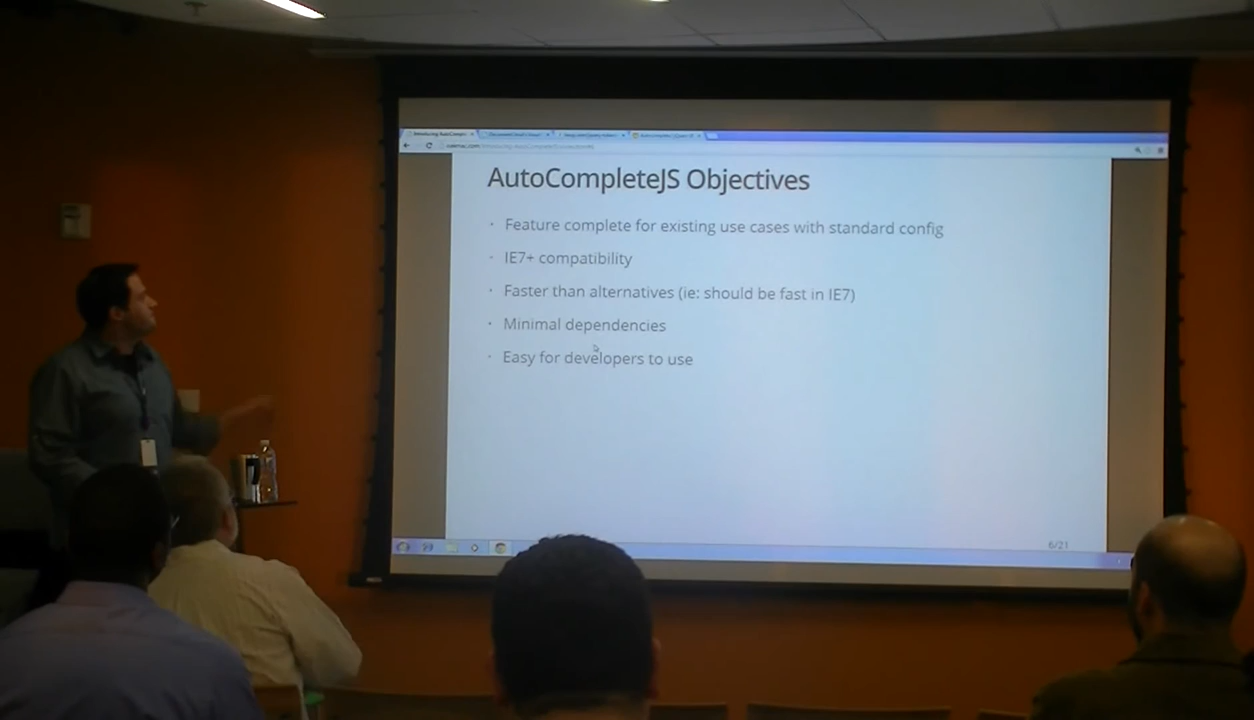 AutoCompleteJS Objectives
· Feature complete for existing use cases with standard config
· IE7+ compatibility
· Faster than alternatives (ie: should be fast in IE7)
· Minimal dependencies
· Easy for developers to use
6/21